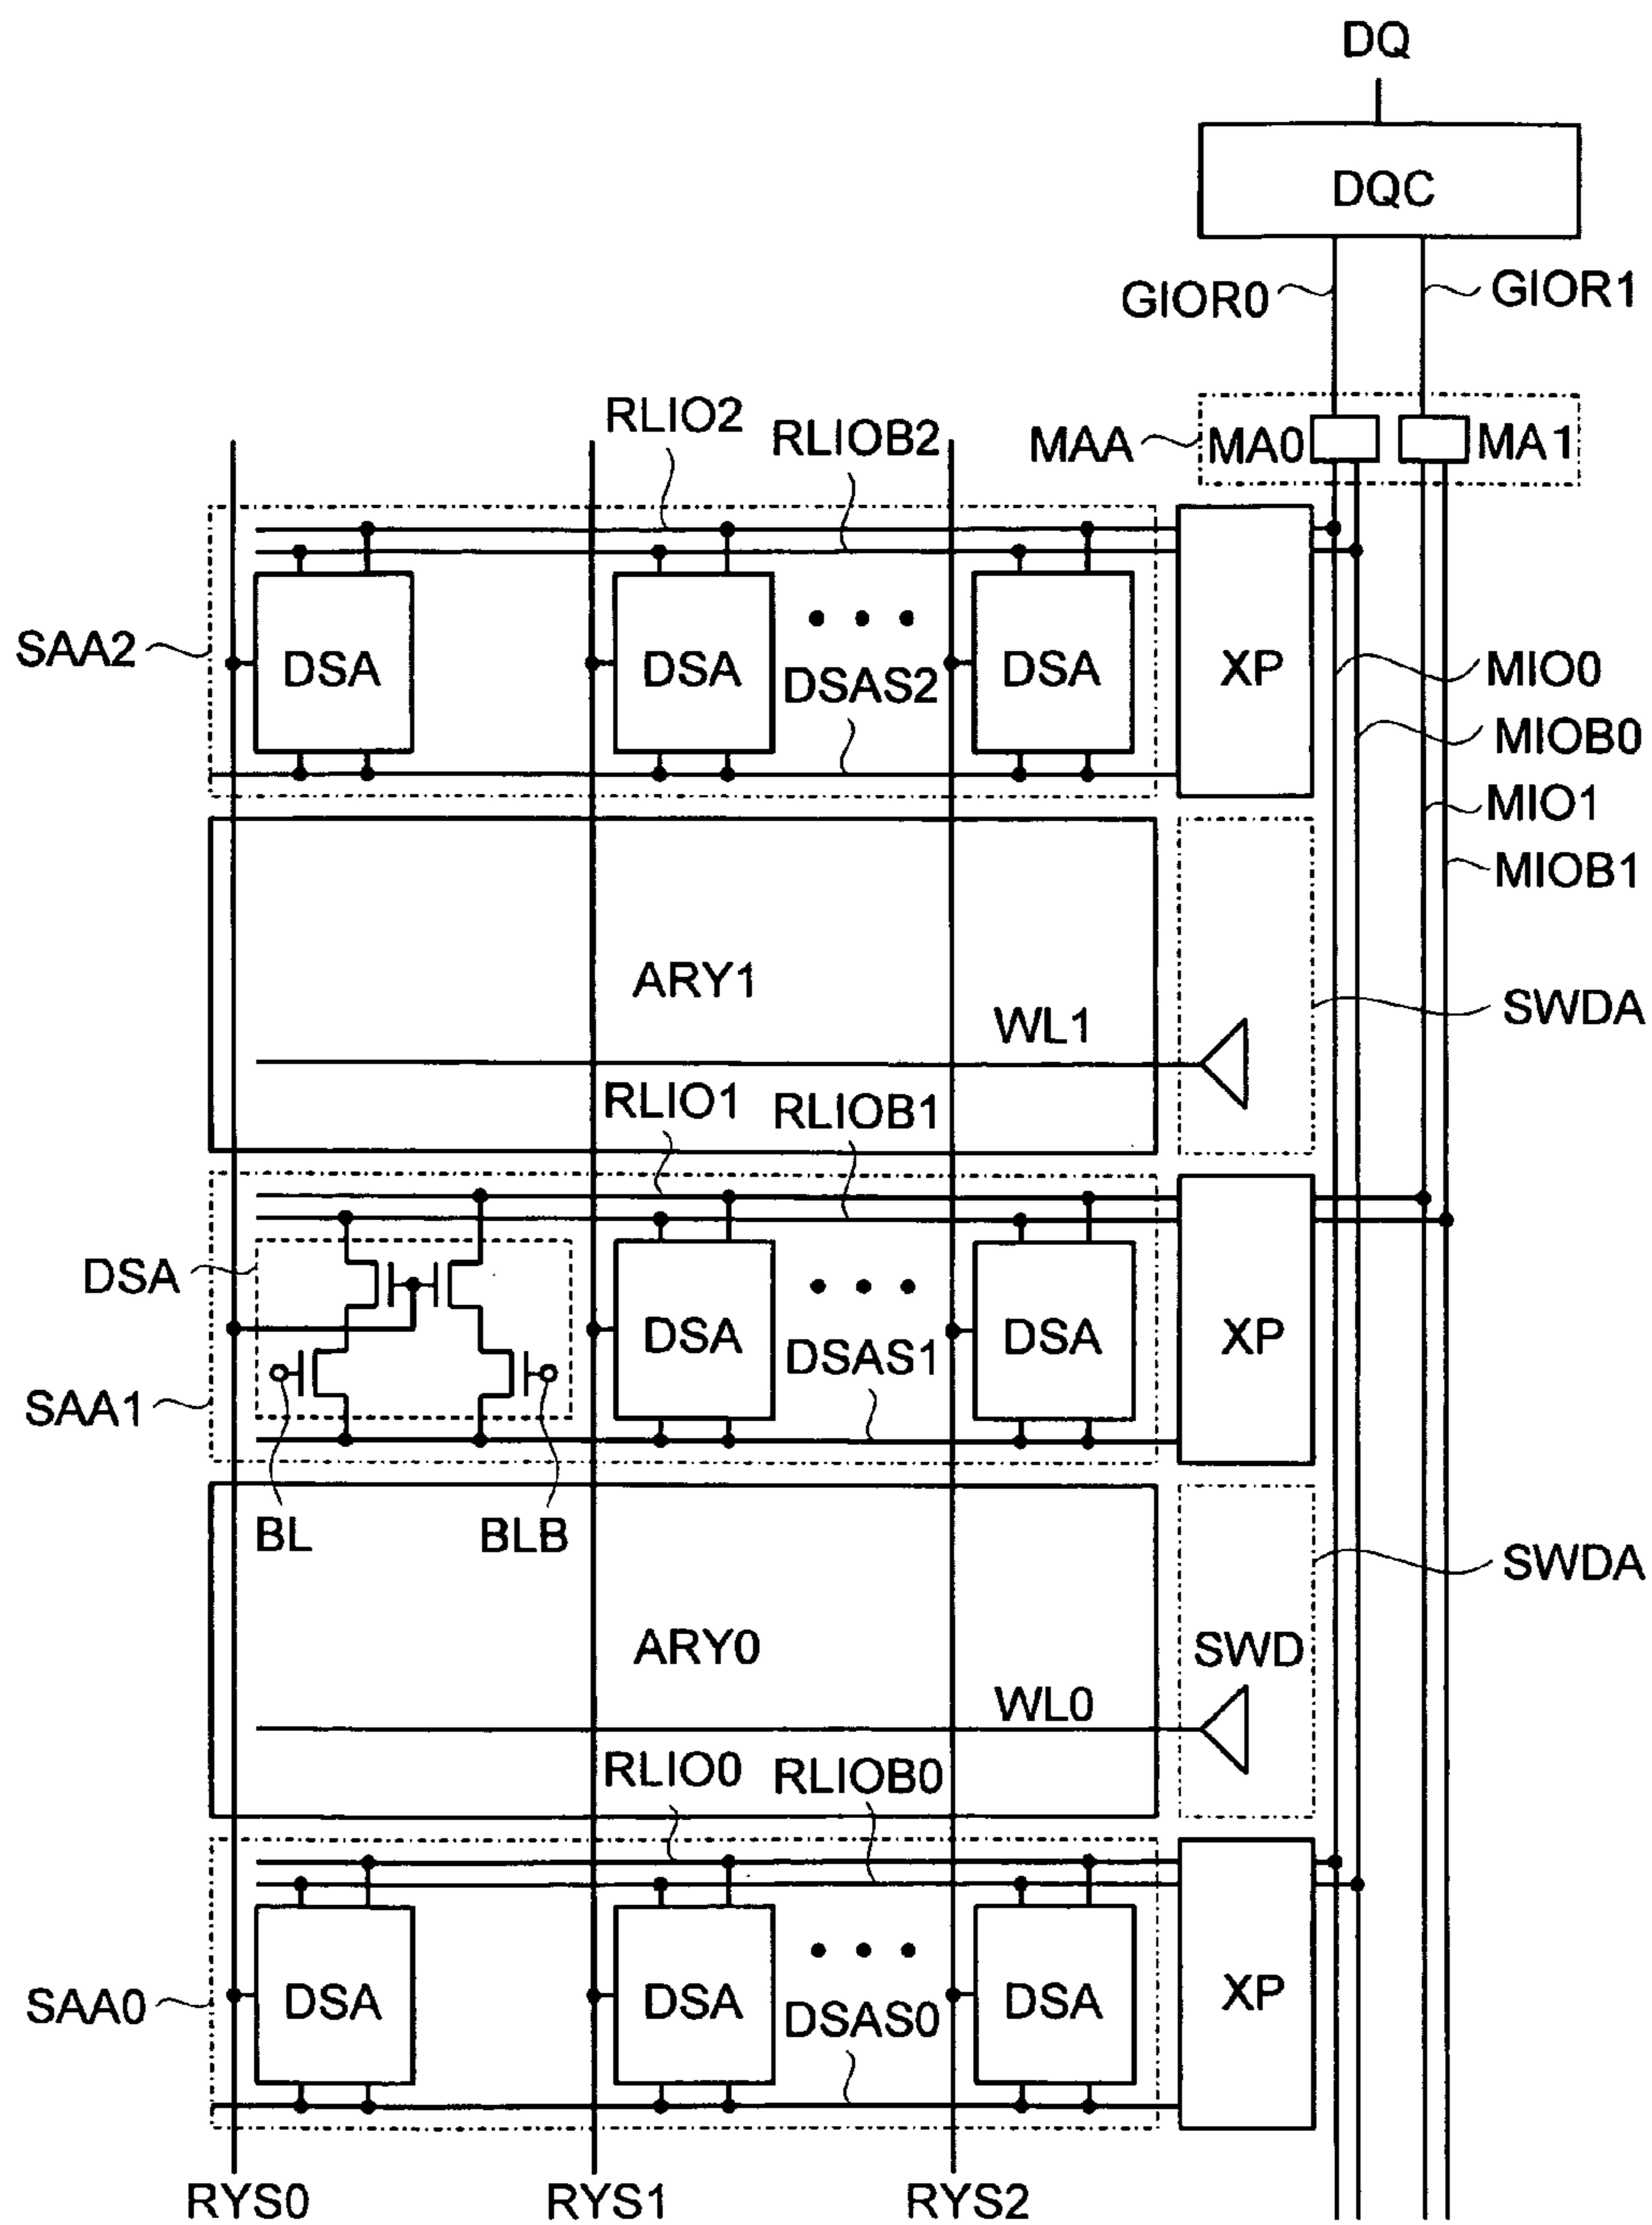 DQ
DQC
GIOR0
GIOR1
RLIO2
RLIOB2
MAA
MA0
MA1
SAA2
DSA
DSA
DSAS2
DSA
XP
MIO0
MIOB0
MIO1
MIOB1
ARY1
WL1
SWDA
RLIO1
RLIOB1
DSA
DSA
DSAS1
DSA
XP
SAA1
BL
BLB
SWDA
ARY0
SWD
WL0
RLIO0
RLIOB0
SAA0
DSA
DSA
DSAS0
DSA
XP
RYS0
RYS1
RYS2